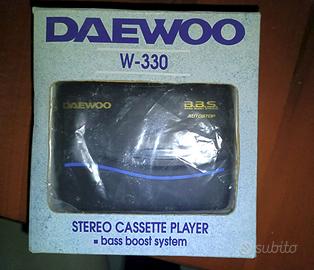 DAEWOO
W-330
DAEWOO
B.B.S.
AUTOSTOP
STEREO CASSETTE PLAYER
bass boost system
subito